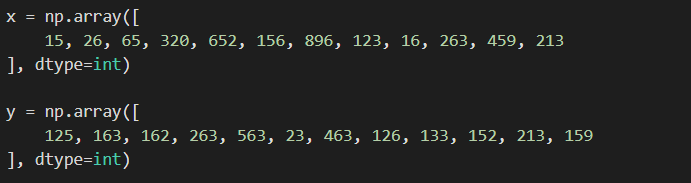 x = np.array([
    15, 26, 65, 320, 652, 156, 896, 123, 16, 263, 459, 213
], dtype=int)

y = np.array([
    125, 163, 162, 263, 563, 23, 463, 126, 133, 152, 213, 159
], dtype=int)